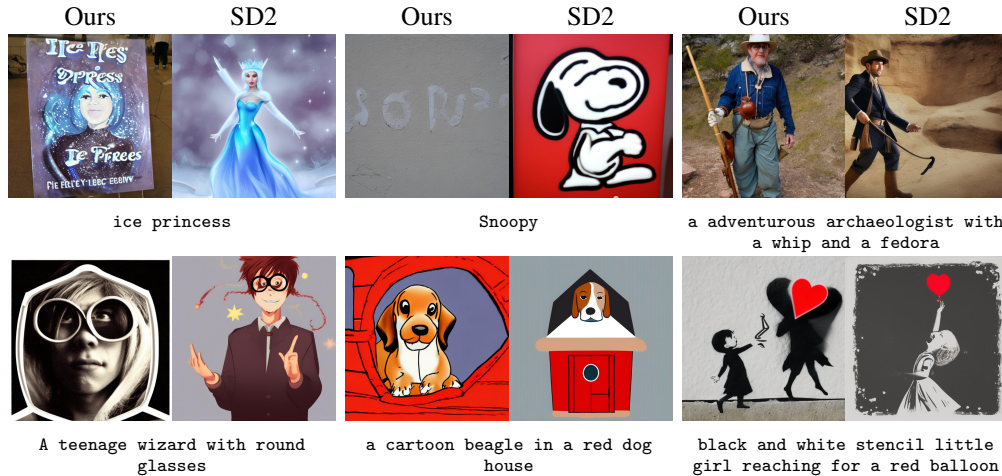 Ours SD2 Ours SD2 Ours SD2
ice princess
Snoopy
a adventurous archaeologist with
a whip and a fedora
A teenage wizard with round
glasses
a cartoon beagle in a red dog
house
black and white stencil little
girl reaching for a red balloon